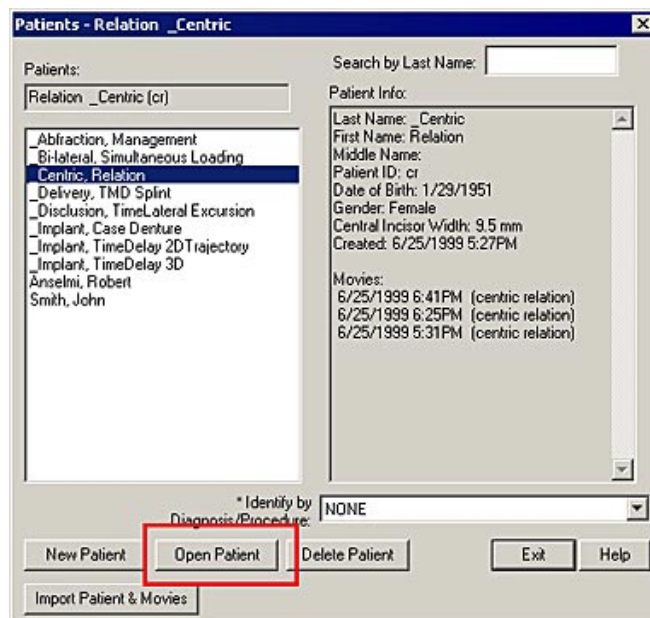 Patients - Relation _Centric
Patients:
Search by Last Name:
Relation _Centric (cr)
Patient Info:
_Abfraction, Management
_Bi-lateral, Simultaneous Loading
_Centric, Relation
_Delivery, TMD Splint
_Disclusion, TimeLateral Excursion
_Implant, Case Denture
_Implant, TimeDelay 2DTrajectory
_Implant, TimeDelay 3D
Anselmi, Robert
Smith, John
Last Name: _Centric
First Name: Relation
Middle Name:
Patient ID: cr
Date of Birth: 1/29/1951
Gender: Female
Central Incisor Width: 9.5 mm
Created: 6/25/1999 5:27PM
Movies:
6/25/1999 6:41PM (centric relation)
6/25/1999 6:25PM (centric relation)
6/25/1999 5:31PM (centric relation)
* Identify by
Diagnosis/Procedure:
NONE
New Patient
Open Patient
Delete Patient
Exit
Help
Import Patient & Movies